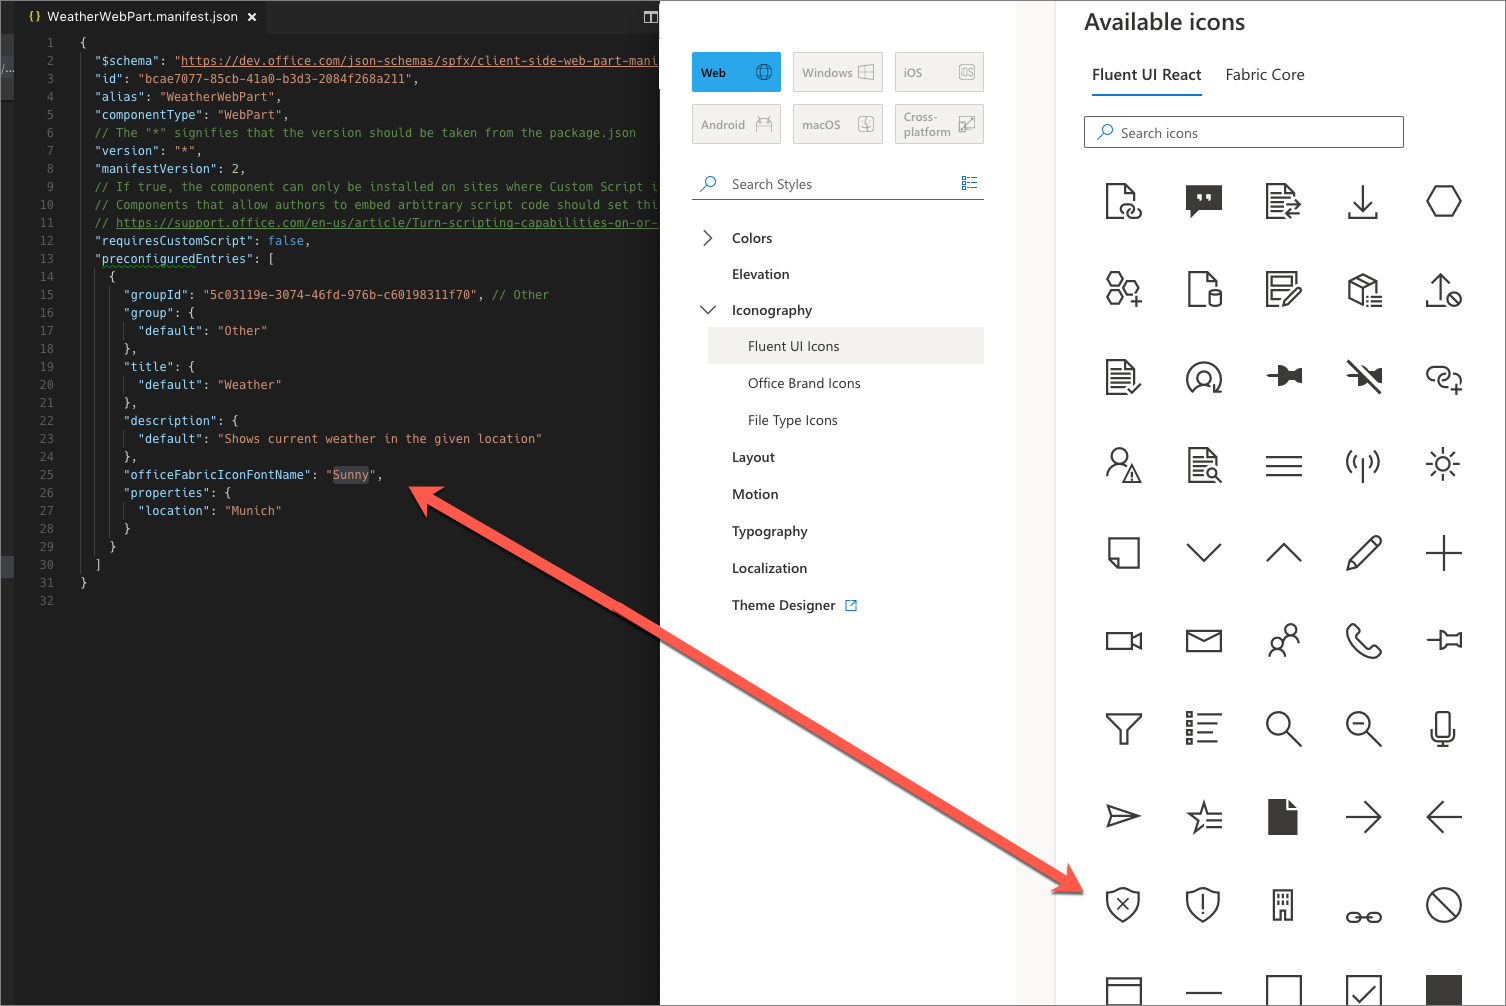 {} WeatherWebPart.manifest.json ×
/...
1 {
2 "$schema": "https://dev.office.com/json-schemas/spfx/client-side-web-part-mani
3 "id": "bcae7077-85cb-41a0-b3d3-2084f268a211",
4 "alias": "WeatherWebPart",
5 "componentType": "WebPart",
6 // The "*" signifies that the version should be taken from the package.json
7 "version": "*",
8 "manifestVersion": 2,
9 // If true, the component can only be installed on sites where Custom Script i
10 // Components that allow authors to embed arbitrary script code should set thi
11 // https://support.office.com/en-us/article/Turn-scripting-capabilities-on-or-
12 "requiresCustomScript": false,
13 "preconfiguredEntries": [
14 {
15 "groupId": "5c03119e-3074-46fd-976b-c60198311f70", // Other
16 "group": {
17 "default": "Other"
18 },
19 "title": {
20 "default": "Weather"
21 },
22 "description": {
23 "default": "Shows current weather in the given location"
24 },
25 "officeFabricIconFontName": "Sunny",
26 "properties": {
27 "location": "Munich"
28 }
29 }
30 ]
31 }
32
Web
Windows
iOS
iOS
Android
macOS
Cross-
platform
Search Styles
Colors
Elevation
Iconography
Fluent UI Icons
Office Brand Icons
File Type Icons
Layout
Motion
Typography
Localization
Theme Designer
Available icons
Fluent UI React Fabric Core
Search icons